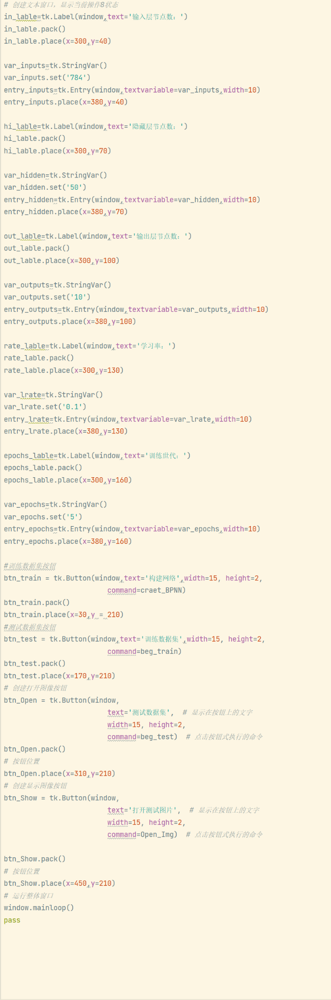 # 创建文本窗口，显示当前操作8状态
in_lable=tk.Label(window,text='输入层节点数：')
in_lable.pack()
in_lable.place(x=300,y=40)
var_inputs=tk.StringVar()
var_inputs.set('784')
entry_inputs=tk.Entry(window,textvariable=var_inputs,width=10)
entry_inputs.place(x=380,y=40)
hi_lable=tk.Label(window,text='隐藏层节点数：')
hi_lable.pack()
hi_lable.place(x=300,y=70)
var_hidden=tk.StringVar()
var_hidden.set('50')
entry_hidden=tk.Entry(window,textvariable=var_hidden,width=10)
entry_hidden.place(x=380,y=70)
out_lable=tk.Label(window,text='输出层节点数：')
out_lable.pack()
out_lable.place(x=300,y=100)
var_outputs=tk.StringVar()
var_outputs.set('10')
entry_outputs=tk.Entry(window,textvariable=var_outputs,width=10)
entry_outputs.place(x=380,y=100)
rate_lable=tk.Label(window,text='学习率：')
rate_lable.pack()
rate_lable.place(x=300,y=130)
var_lrate=tk.StringVar()
var_lrate.set('0.1')
entry_lrate=tk.Entry(window,textvariable=var_lrate,width=10)
entry_lrate.place(x=380,y=130)
epochs_lable=tk.Label(window,text='训练世代：')
epochs_lable.pack()
epochs_lable.place(x=300,y=160)
var_epochs=tk.StringVar()
var_epochs.set('5')
entry_epochs=tk.Entry(window,textvariable=var_epochs,width=10)
entry_epochs.place(x=380,y=160)
#训练数据集按钮
btn_train = tk.Button(window,text='构建网络',width=15, height=2,
command=craet_BPNN)
btn_train.pack()
btn_train.place(x=30,y = 210)
#测试数据集按钮
btn_test = tk.Button(window,text='训练数据集',width=15, height=2,
command=beg_train)
btn_test.pack()
btn_test.place(x=170,y=210)
# 创建打开图像按钮
btn_Open = tk.Button(window,
text='测试数据集',  # 显示在按钮上的文字
width=15, height=2,
command=beg_test)  # 点击按钮式执行的命令
btn_Open.pack()
# 按钮位置
btn_Open.place(x=310,y=210)
# 创建显示图像按钮
btn_Show = tk.Button(window,
text='打开测试图片',  # 显示在按钮上的文字
width=15, height=2,
command=Open_Img)  # 点击按钮式执行的命令
btn_Show.pack()
# 按钮位置
btn_Show.place(x=450,y=210)
# 运行整体窗口
window.mainloop()
pass